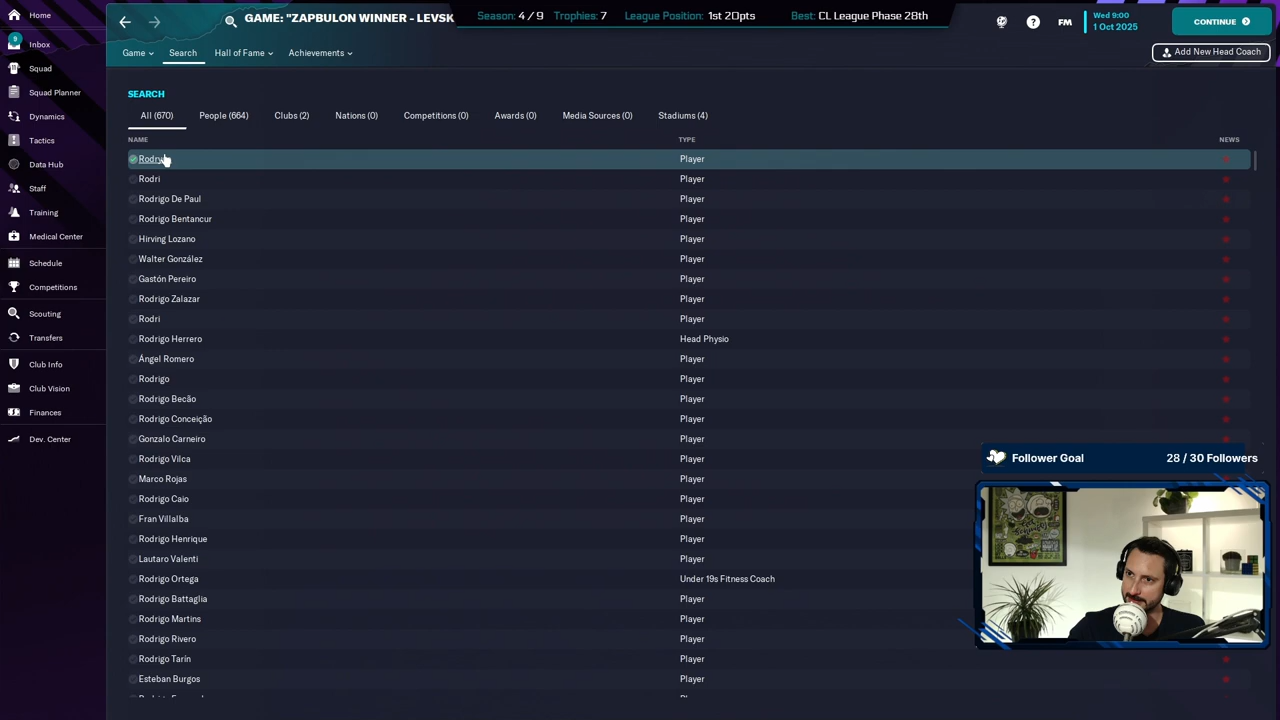 GAME: "ZAPBULON WINNER - LEVSK
Season: 4 / 9
Trophies: 7
League Position: 1st 20pts
Best: CL League Phase 28th
FM
Wed 9:00
1 Oct 2025
CONTINUE
Game
Search
Hall of Fame
Achievements
Add New Head Coach
9
Home
Inbox
Squad
Squad Planner
Dynamics
Tactics
Data Hub
Staff
Training
Medical Center
Schedule
Competitions
Scouting
Transfers
Club Info
Club Vision
Finances
Dev. Center
SEARCH
All (670)
People (664)
Clubs (2)
Nations (0)
Competitions (0)
Awards (0)
Media Sources (0)
Stadiums (4)
NAME TYPE NEWS
Player
Rodri Player
Rodrigo De Paul Player
Rodrigo Bentancur Player
Hirving Lozano Player
Walter González Player
Gastón Pereiro Player
Rodrigo Zalazar Player
Rodri Player
Rodrigo Herrero Head Physio
Ángel Romero Player
Rodrigo Player
Rodrigo Becão Player
Rodrigo Conceição Player
Gonzalo Carneiro Player
Rodrigo Vilca Player
Marco Rojas Player
Rodrigo Caio Player
Fran Villalba Player
Rodrigo Henrique Player
Lautaro Valenti Player
Rodrigo Ortega Under 19s Fitness Coach
Rodrigo Battaglia Player
Rodrigo Martins Player
Rodrigo Rivero Player
Rodrigo Tarín Player
Esteban Burgos Player
Follower Goal 28 / 30 Followers